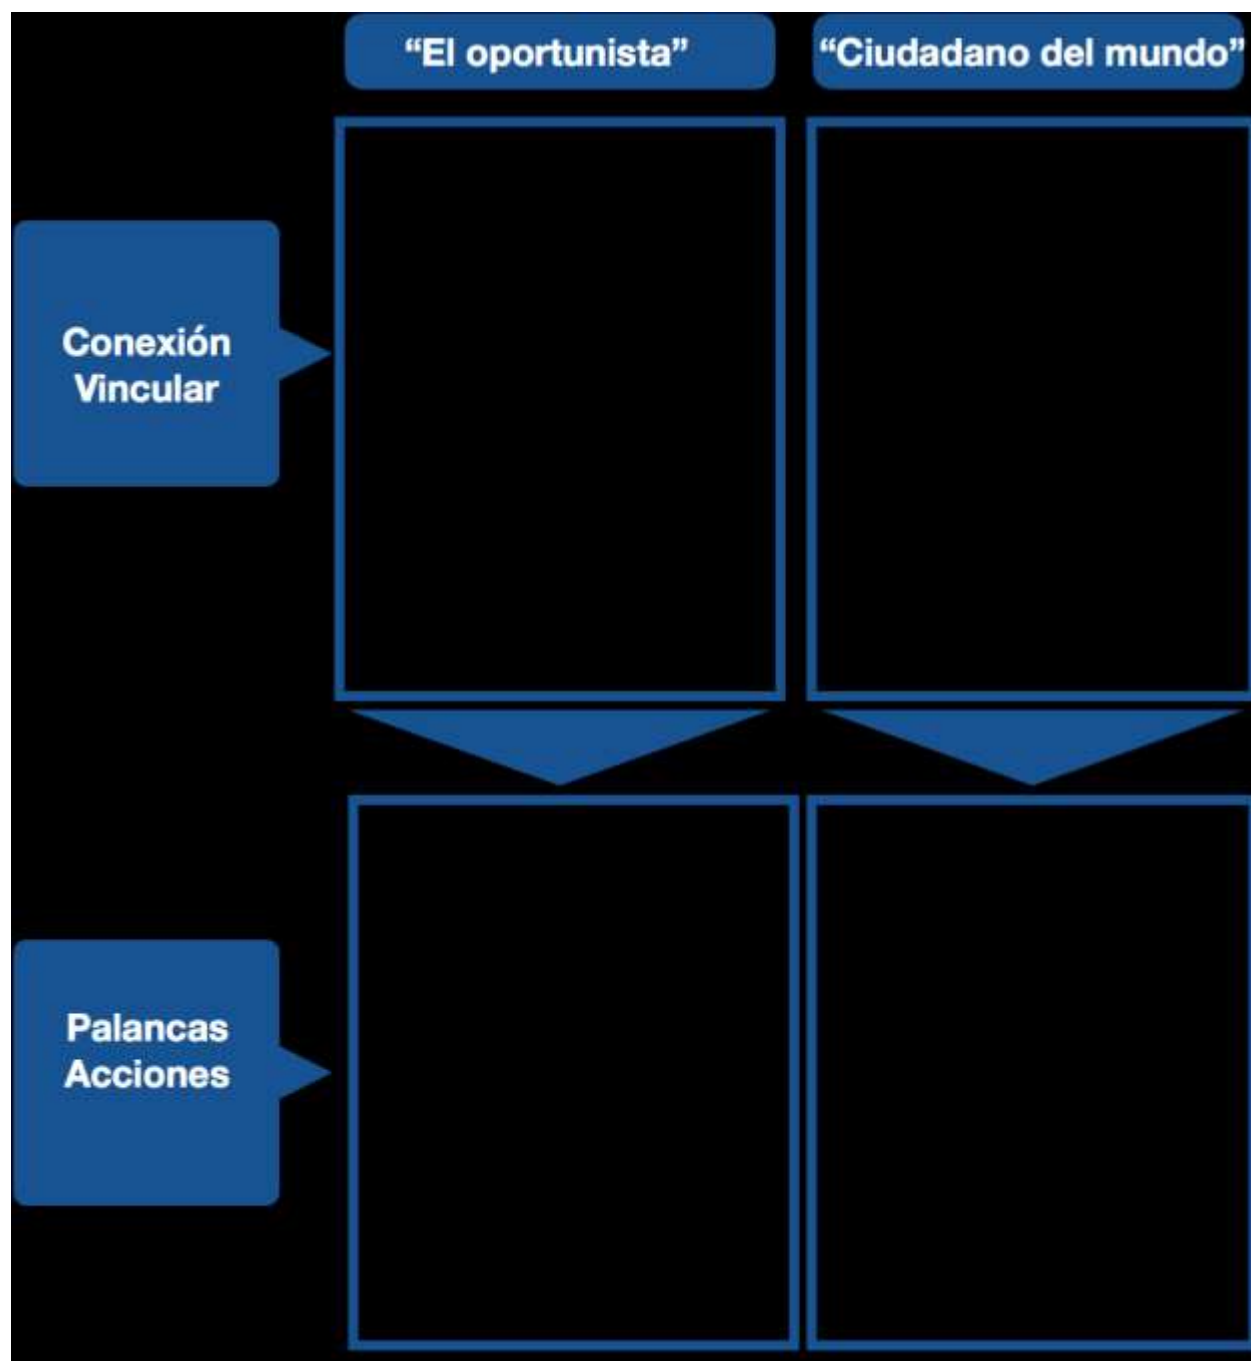 “El oportunista”
“Ciudadano del mundo”
Conexión
Vincular
Palancas
Acciones